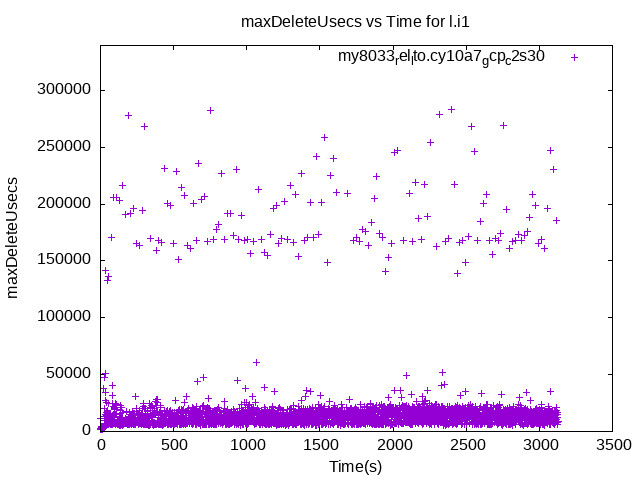 maxDeleteUsecs vs Time for l.i1
my8033relito.cy10a7gcpc2s30
300000
250000
200000
150000
100000
50000
0
maxDeleteUsecs
0 500 1000 1500 2000 2500 3000 3500
Time(s)